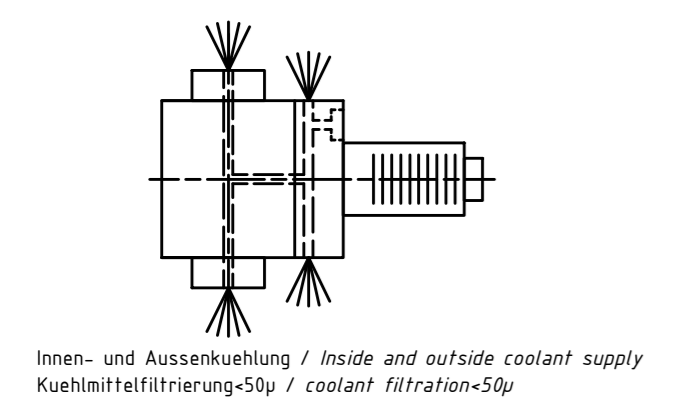 Innen- und Aussenkuehlung / Inside and outside coolant supply
Kuehlmittelfiltrierung<50µ / coolant filtration<50µ